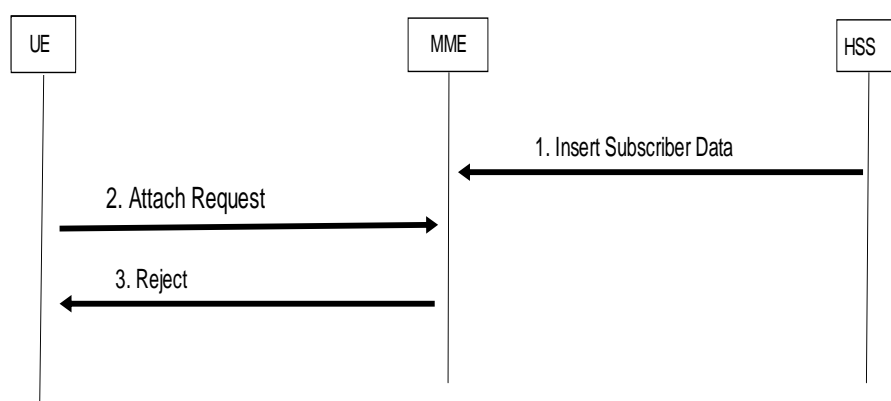 UE
MME
HSS
1. Insert Subscriber Data
2. Attach Request
3. Reject